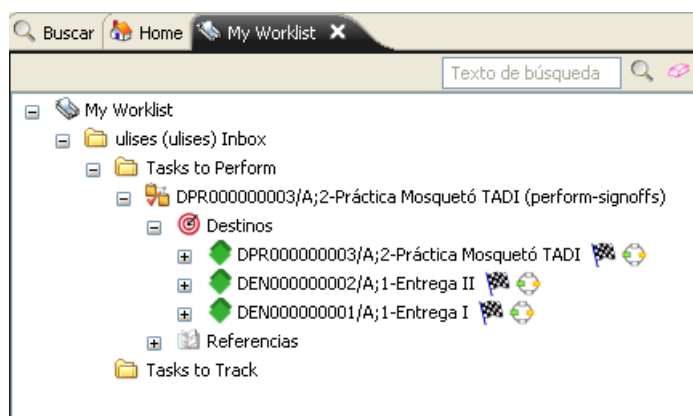 Buscar Home My Worklist
Texto de búsqueda
My Worklist
ulises (ulises) Inbox
Tasks to Perform
DPR000000003/A;2-Práctica Mosquetó TADI (perform-signoffs)
Destinos
DPR000000003/A;2-Práctica Mosquetó TADI
DEN000000002/A;1-Entrega II
DEN000000001/A;1-Entrega I
Referencias
Tasks to Track